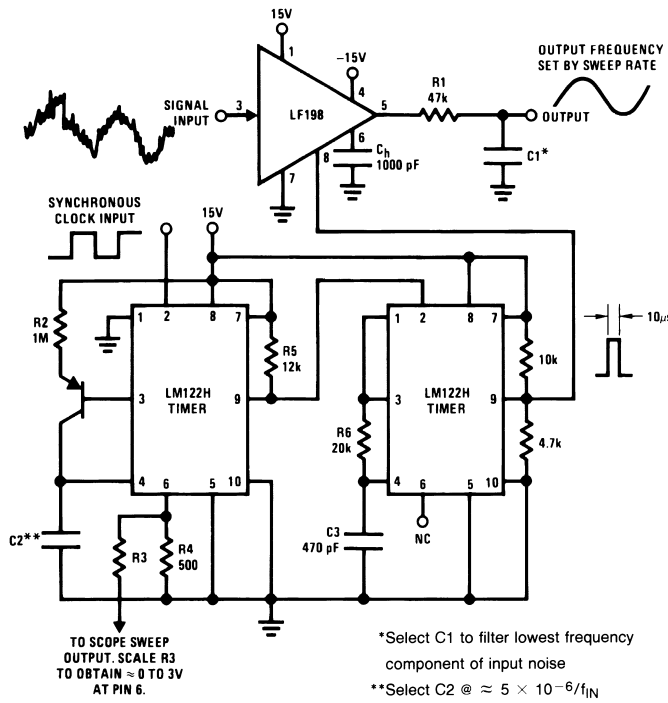 15V
1
-15V
4
SIGNAL
INPUT
3
LF198
5
6
8
7
Ch
1000 pF
R1
47k
OUTPUT
C1*
OUTPUT FREQUENCY
SET BY SWEEP RATE
SYNCHRONOUS
CLOCK INPUT
15V
R2
1M
1
2
8
7
R5
12k
3
LM122H
TIMER
9
4
6
5
10
C2**
R3
R4
500
TO SCOPE SWEEP
OUTPUT. SCALE R3
TO OBTAIN ≈ 0 TO 3V
AT PIN 6.
1
2
8
7
10k
3
LM122H
TIMER
9
R6
20k
4.7k
4
6
5
10
C3
470 pF
NC
10μs
*Select C1 to filter lowest frequency
component of input noise
**Select C2 @ ≈ 5 × 10−6/fIN